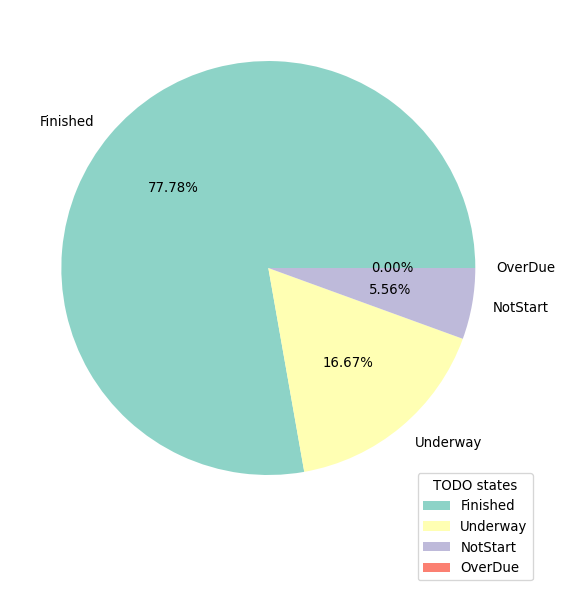 Finished
77.78%
0.00%
OverDue
5.56%
NotStart
16.67%
Underway
TODO states
Finished
Underway
NotStart
OverDue